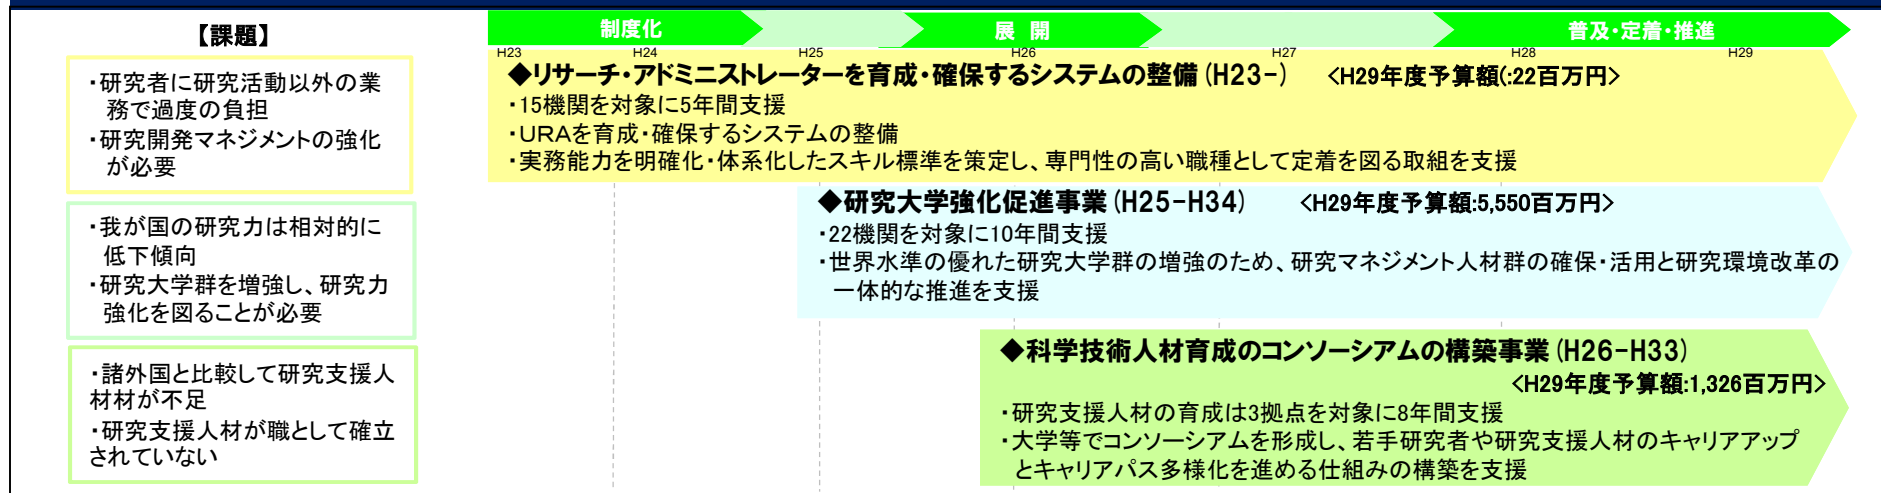 【課題】
・研究者に研究活動以外の業
務で過度の負担
・研究開発マネジメントの強化
が必要
・我が国の研究力は相対的に
低下傾向
・研究大学群を増強し、研究力
強化を図ることが必要
・諸外国と比較して研究支援人
材材が不足
・研究支援人材が職として確立
されていない
制度化
展 開
普及・定着・推進
H23 H24 H25 H26 H27 H28 H29
◆リサーチ・アドミニストレーターを育成・確保するシステムの整備(H23-) <H29年度予算額(:22百万円>
・15機関を対象に5年間支援
・URAを育成・確保するシステムの整備
・実務能力を明確化・体系化したスキル標準を策定し、専門性の高い職種として定着を図る取組を支援
◆研究大学強化促進事業(H25-H34) <H29年度予算額:5,550百万円>
・22機関を対象に10年間支援
・世界水準の優れた研究大学群の増強のため、研究マネジメント人材群の確保・活用と研究環境改革の
一体的な推進を支援
◆科学技術人材育成のコンソーシアムの構築事業(H26-H33)
<H29年度予算額:1,326百万円>
・研究支援人材の育成は3拠点を対象に8年間支援
・大学等でコンソーシアムを形成し、若手研究者や研究支援人材のキャリアアップ
とキャリアパス多様化を進める仕組みの構築を支援